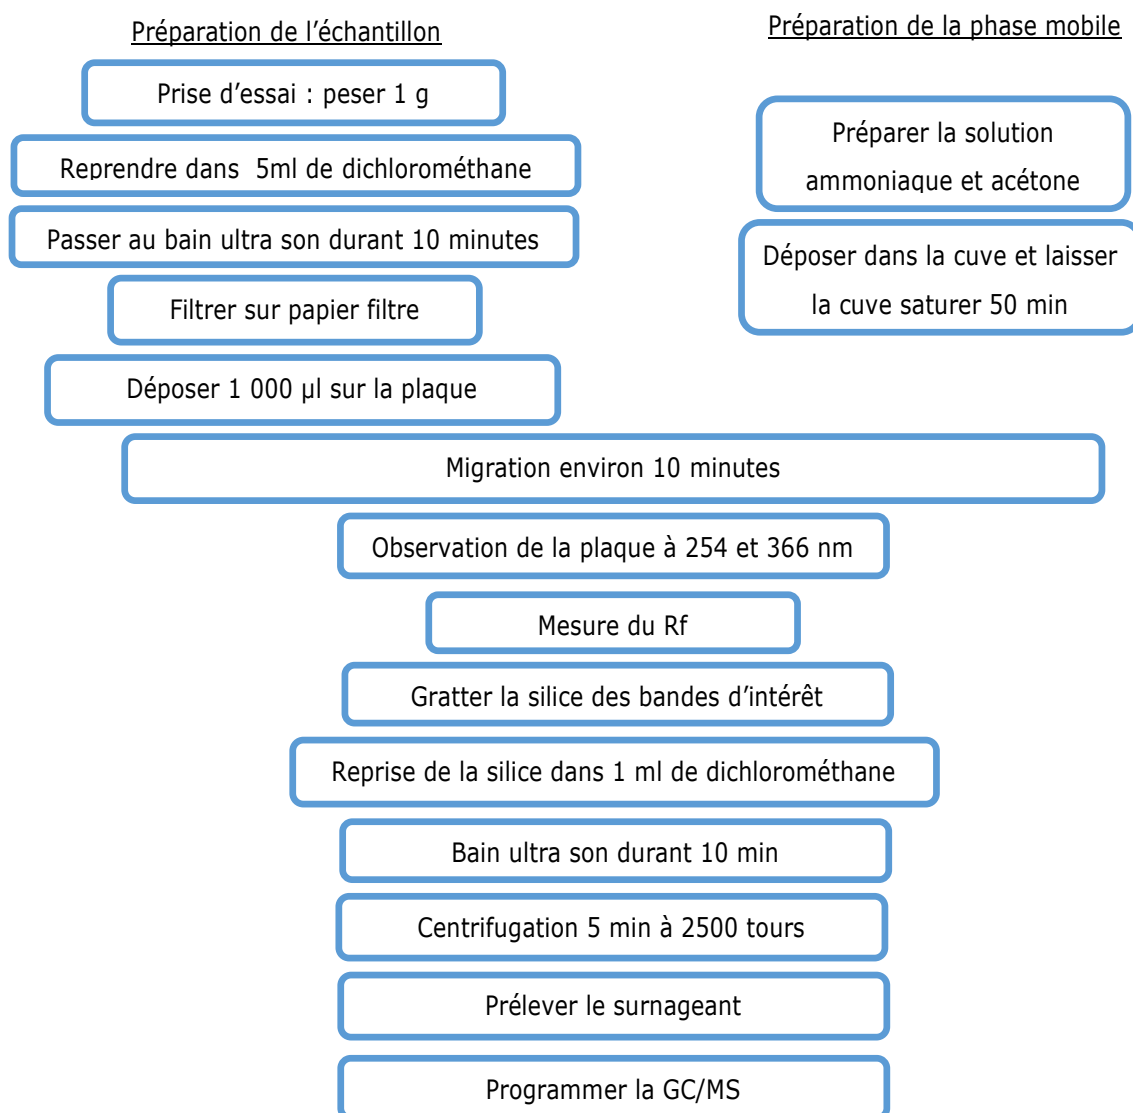 Préparation de l’échantillon
Prise d’essai : peser 1 g
Reprendre dans 5ml de dichlorométhane
Passer au bain ultra son durant 10 minutes
Filtrer sur papier filtre
Déposer 1 000 µl sur la plaque
Préparation de la phase mobile
Préparer la solution
ammoniaque et acétone
Déposer dans la cuve et laisser
la cuve saturer 50 min
Migration environ 10 minutes
Observation de la plaque à 254 et 366 nm
Mesure du Rf
Gratter la silice des bandes d’intérêt
Reprise de la silice dans 1 ml de dichlorométhane
Bain ultra son durant 10 min
Centrifugation 5 min à 2500 tours
Prélever le surnageant
Programmer la GC/MS